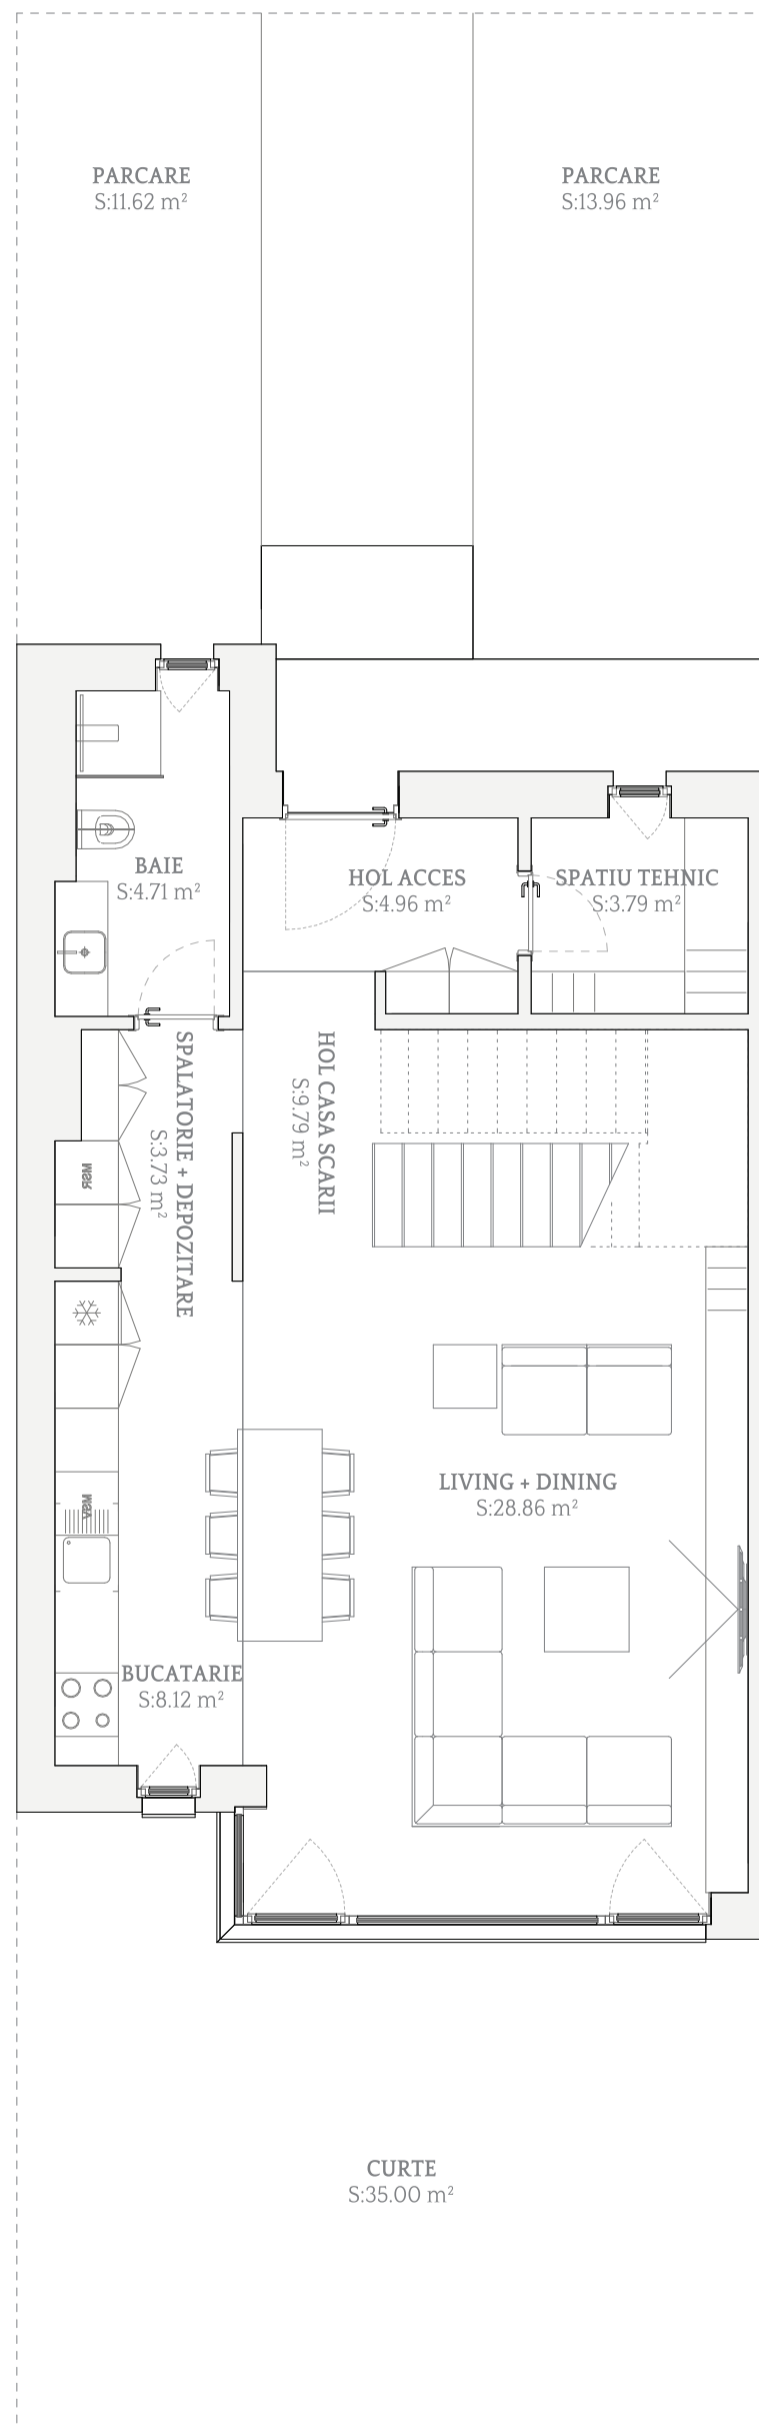 PARCARE
S:11.62 m²
PARCARE
S:13.96 m²
BAIE
S:4.71 m²
HOL ACCES
S:4.96 m²
SPATIU TEHNIC
S:3.79 m²
SPALATORIE + DEPOZITARE
S:3.73 m²
HOL CASA SCARII
S:9.79 m²
MSR
LIVING + DINING
S:28.86 m²
MSV
BUCATARIE
S:8.12 m²
CURTE
S:35.00 m²